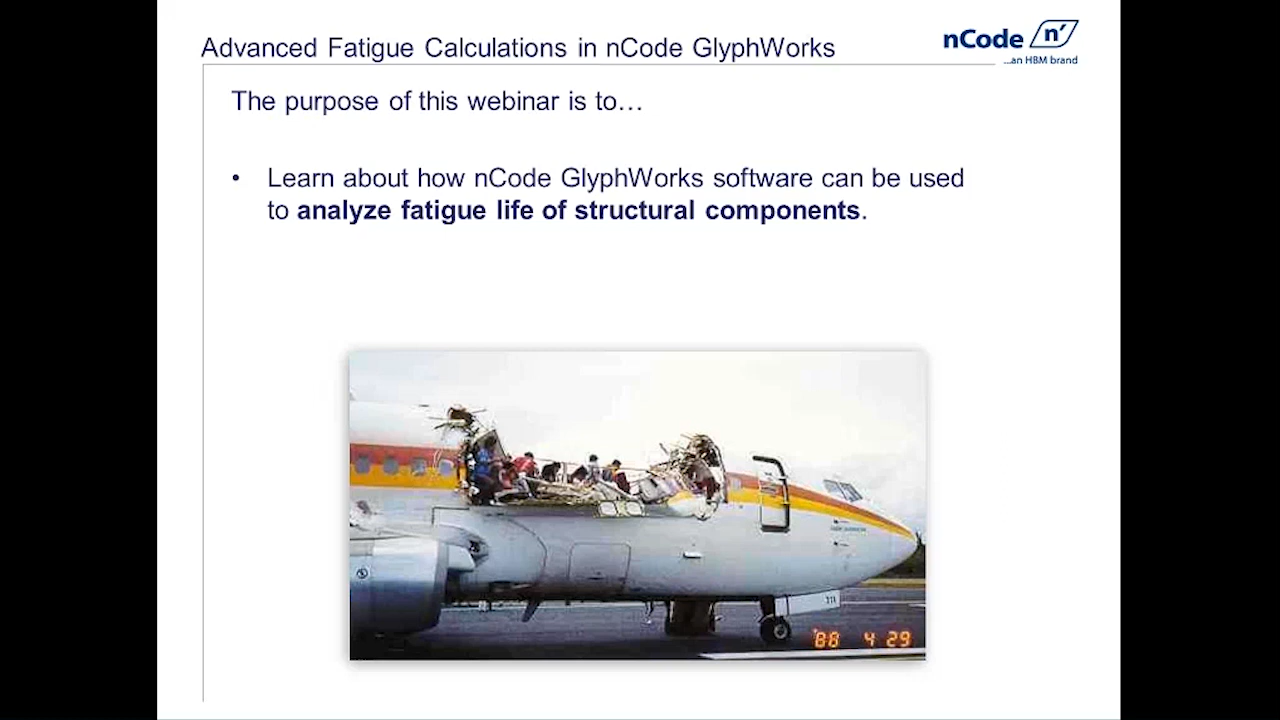 Advanced Fatigue Calculations in nCode GlyphWorks
nCode n'
...an HBM brand
The purpose of this webinar is to…
• Learn about how nCode GlyphWorks software can be used
to analyze fatigue life of structural components.
711
'88 4 29